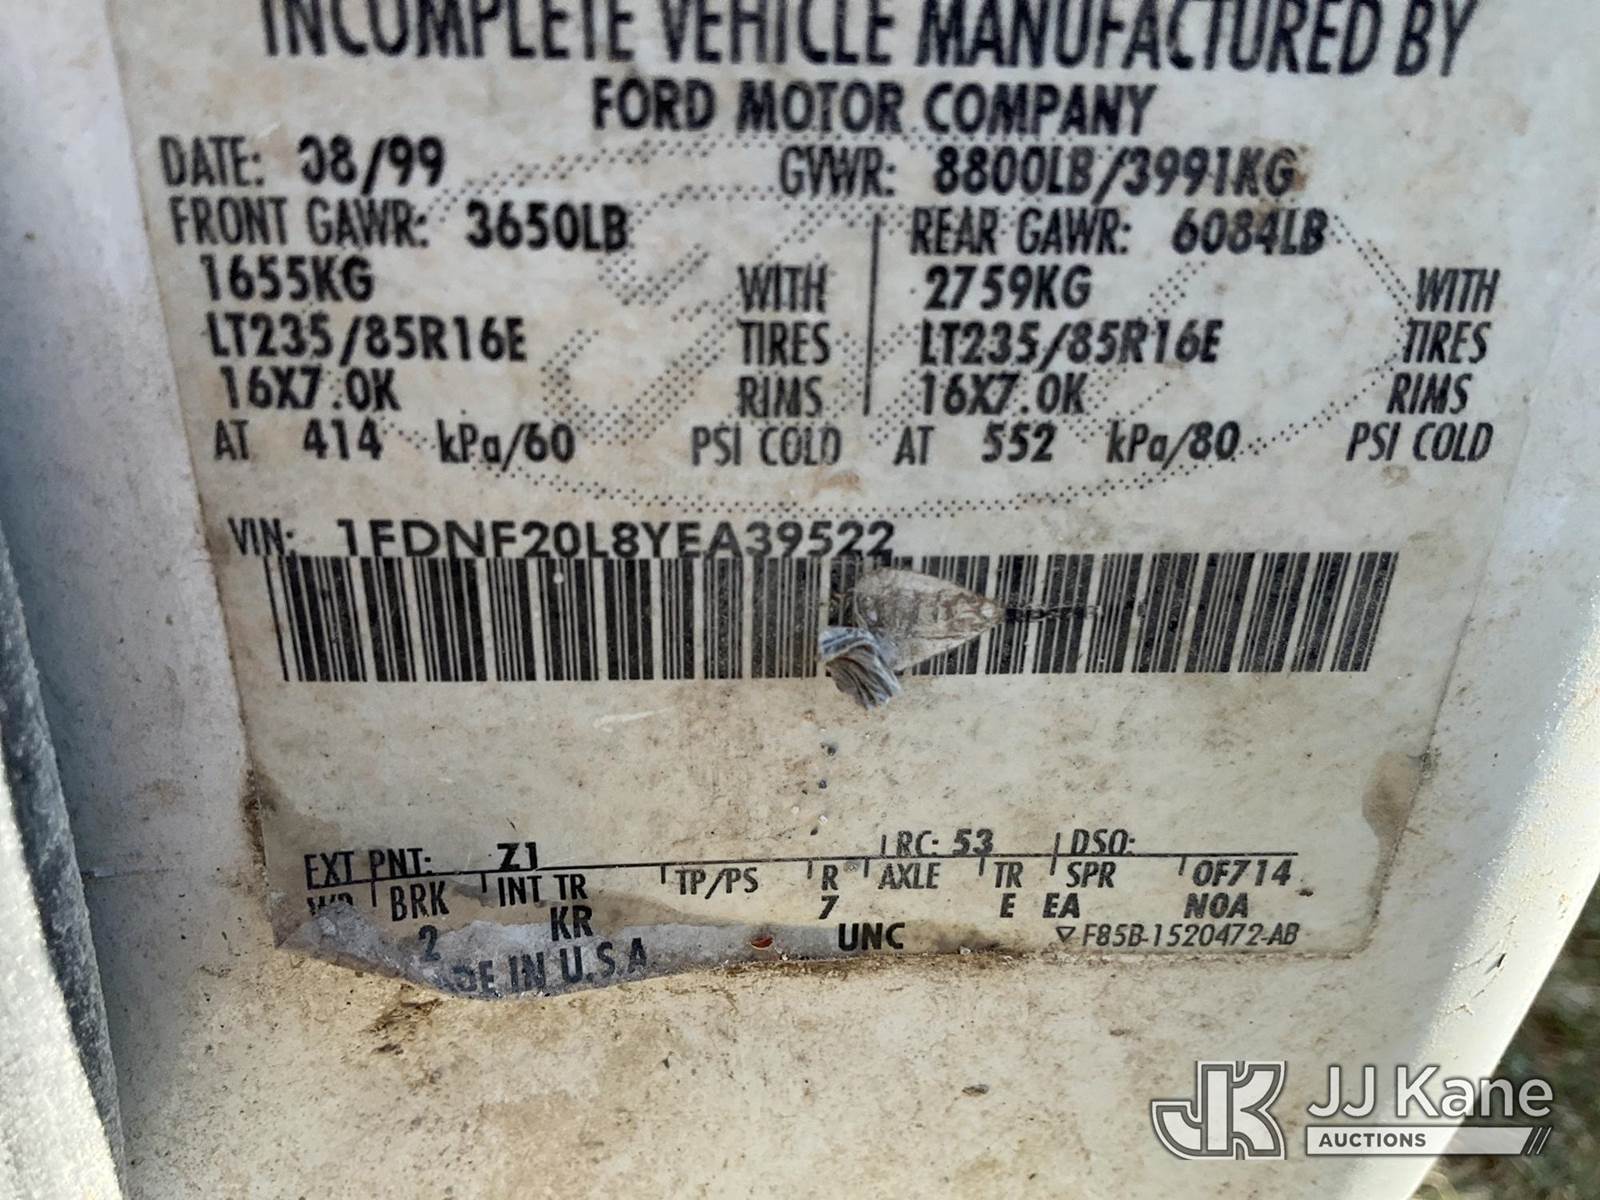 INCOMPLETE VEHICLE MANUFACTURED BY
FORD MOTOR COMPANY
DATE: 08/99 GVWR: 8800LB/3991KG
FRONT GAWR: 3650LB REAR GAWR: 6084LB
1655KG WITH 2759KG WITH
LT235/85R16E TIRES LT235/85R16E TIRES
16X7.0K RIMS 16X7.0K RIMS
AT 414 kPa/60 PSI COLD AT 552 kPa/80 PSI COLD
VIN: 1FDNF20L8YEA39522
EXT PNT: Z1 RC: 53 DSO:
WB BRK INT TR TP/PS R AXLE TR SPR 0F714
2 KR 7 E EA N0A
IN U.S.A UNC ▽ F85B-1520472-AB
JK JJ Kane
AUCTIONS